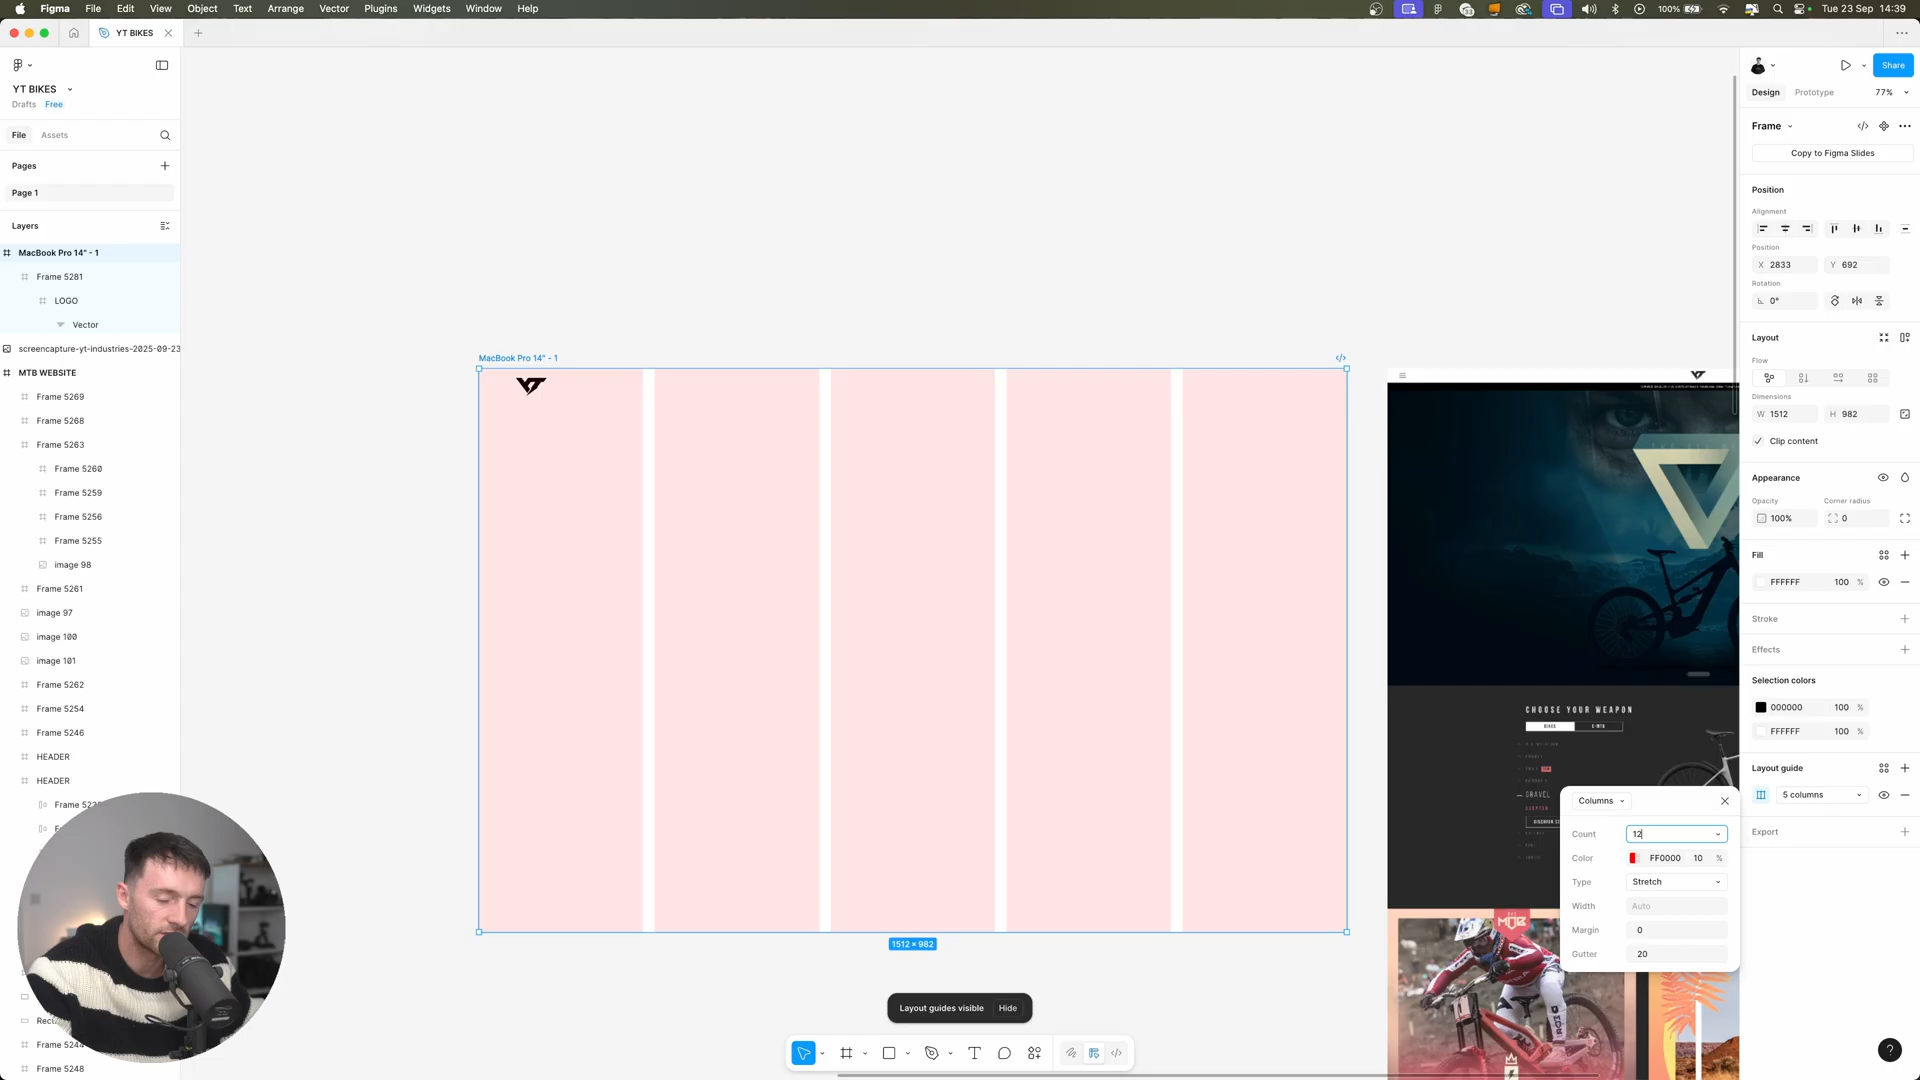 Figma File Edit View Object Text Arrange Vector Plugins Widgets Window Help
100% Tue 23 Sep 14:39
YT BIKES
YT BIKES
Drafts Free
File Assets
Pages
Page 1
Layers
MacBook Pro 14" - 1
Frame 5281
LOGO
Vector
screencapture-yt-industries-2025-09-23
MTB WEBSITE
Frame 5269
Frame 5268
Frame 5263
Frame 5260
Frame 5259
Frame 5256
Frame 5255
image 98
Frame 5261
image 97
image 100
image 101
Frame 5262
Frame 5254
Frame 5246
HEADER
HEADER
Frame 5244
Frame 5248
MacBook Pro 14" - 1
1512 × 982
Layout guides visible Hide
CHOOSE YOUR WEAPON
BIKES
GRAVEL
MOB
Columns
Count 12
Color FF0000 10 %
Type Stretch
Width Auto
Margin 0
Gutter 20
Share
Design Prototype 77%
Frame
Copy to Figma Slides
Position
Alignment
Position
X 2833 Y 692
Rotation
0°
Layout
Flow
Dimensions
W 1512 H 982
Clip content
Appearance
Opacity Corner radius
100% 0
Fill
FFFFFF 100 %
Stroke
Effects
Selection colors
000000 100 %
FFFFFF 100 %
Layout guide
5 columns
Export
?